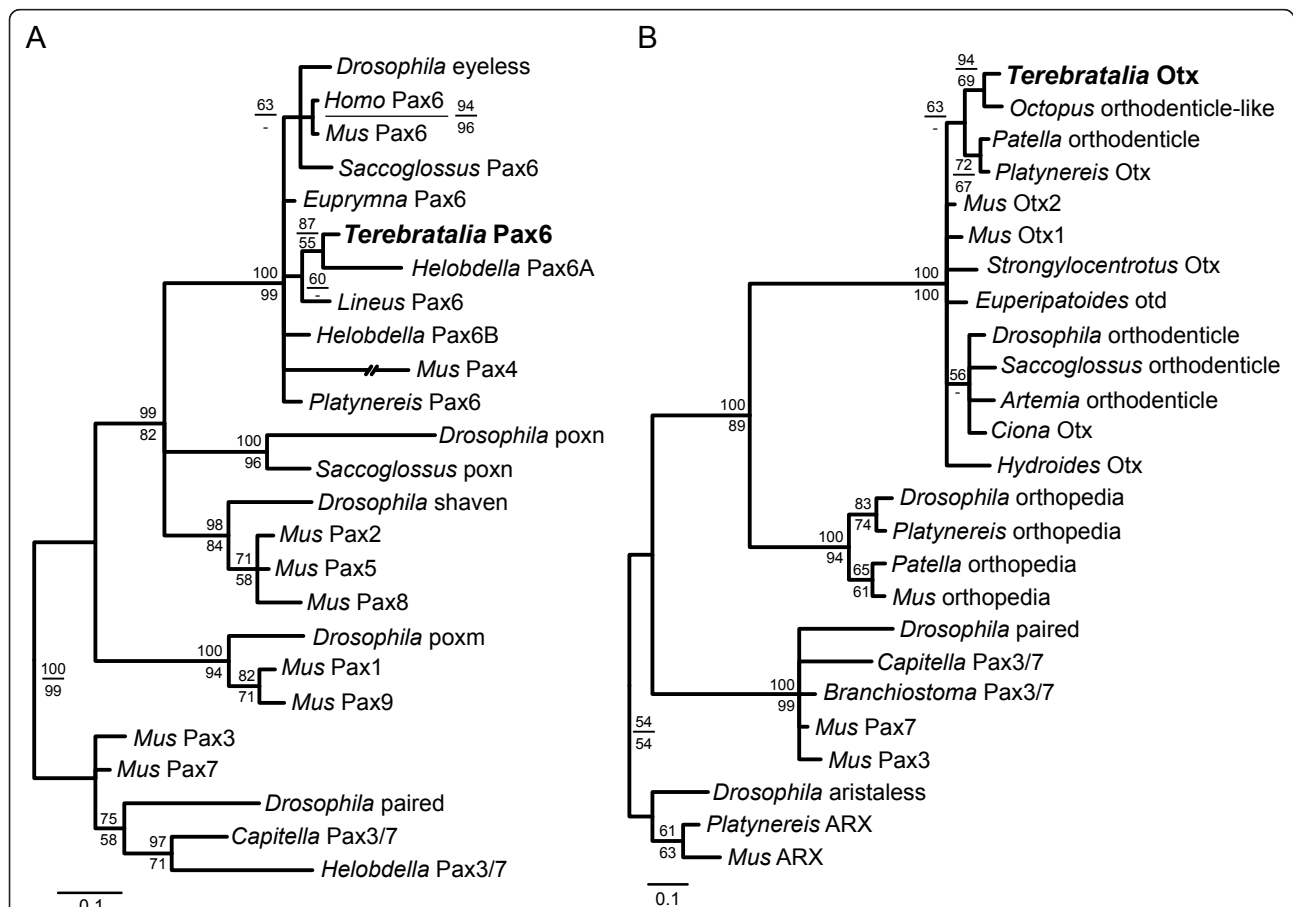 A
Drosophila eyeless
63
-
Homo Pax6
94
96
Mus Pax6
Saccoglossus Pax6
Euprymna Pax6
87
55
Terebratalia Pax6
Helobdella Pax6A
60
-
Lineus Pax6
100
99
Helobdella Pax6B
Mus Pax4
Platynereis Pax6
99
82
Drosophila poxn
100
96
Saccoglossus poxn
Drosophila shaven
98
84
Mus Pax2
71
58
Mus Pax5
Mus Pax8
Drosophila poxm
100
94
Mus Pax1
82
71
Mus Pax9
100
99
Mus Pax3
Mus Pax7
Drosophila paired
75
58
Capitella Pax3/7
97
71
Helobdella Pax3/7
0.1
B
94
69
Terebratalia Otx
Octopus orthodenticle-like
63
-
Patella orthodenticle
72
67
Platynereis Otx
Mus Otx2
Mus Otx1
Strongylocentrotus Otx
100
100
Euperipatoides otd
Drosophila orthodenticle
Saccoglossus orthodenticle
56
-
Artemia orthodenticle
Ciona Otx
Hydroides Otx
100
89
Drosophila orthopedia
83
74
Platynereis orthopedia
100
94
Patella orthopedia
65
61
Mus orthopedia
Drosophila paired
Capitella Pax3/7
100
99
Branchiostoma Pax3/7
Mus Pax7
Mus Pax3
54
54
Drosophila aristaless
Platynereis ARX
61
63
Mus ARX
0.1